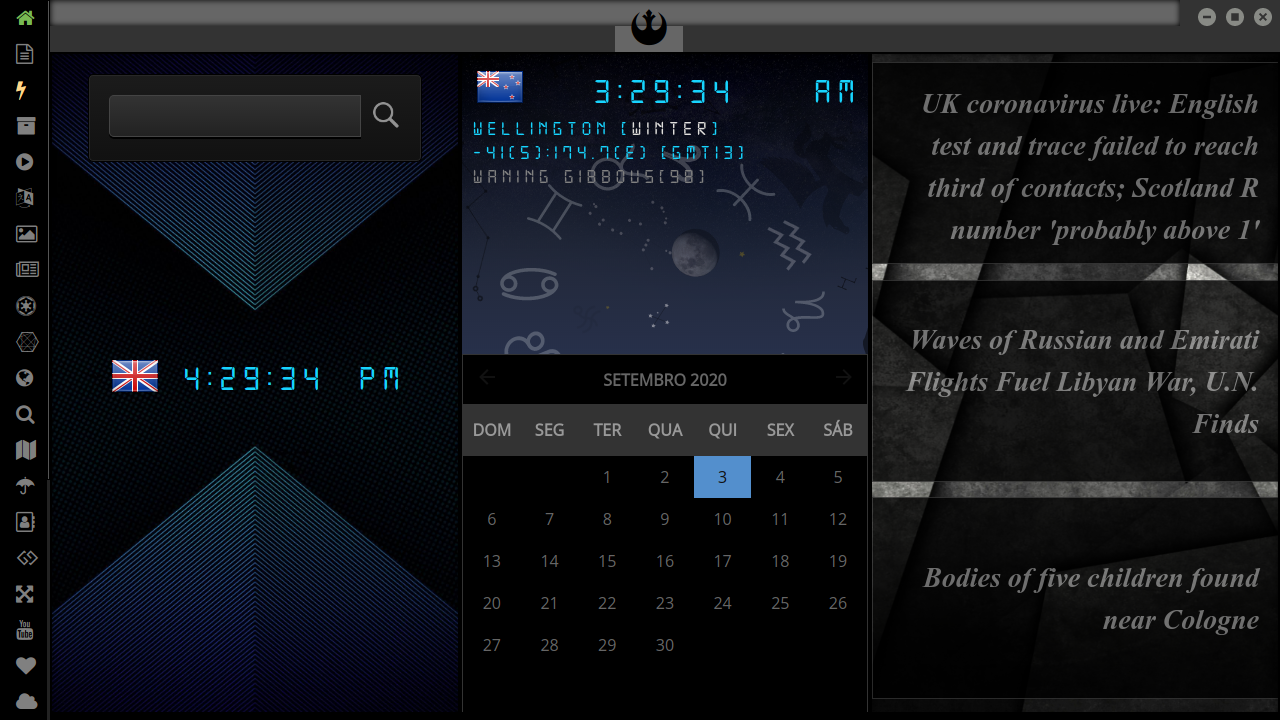 You
Tube
4:29:34 PM
3:29:34 AM
WELLINGTON [WINTER]
-41(S):174.7(E) [GMT13]
WANING GIBBOUS[98]
SETEMBRO 2020
DOM SEG TER QUA QUI SEX SÁB
1 2 3 4 5
6 7 8 9 10 11 12
13 14 15 16 17 18 19
20 21 22 23 24 25 26
27 28 29 30
UK coronavirus live: English
test and trace failed to reach
third of contacts; Scotland R
number 'probably above 1'
Waves of Russian and Emirati
Flights Fuel Libyan War, U.N.
Finds
Bodies of five children found
near Cologne